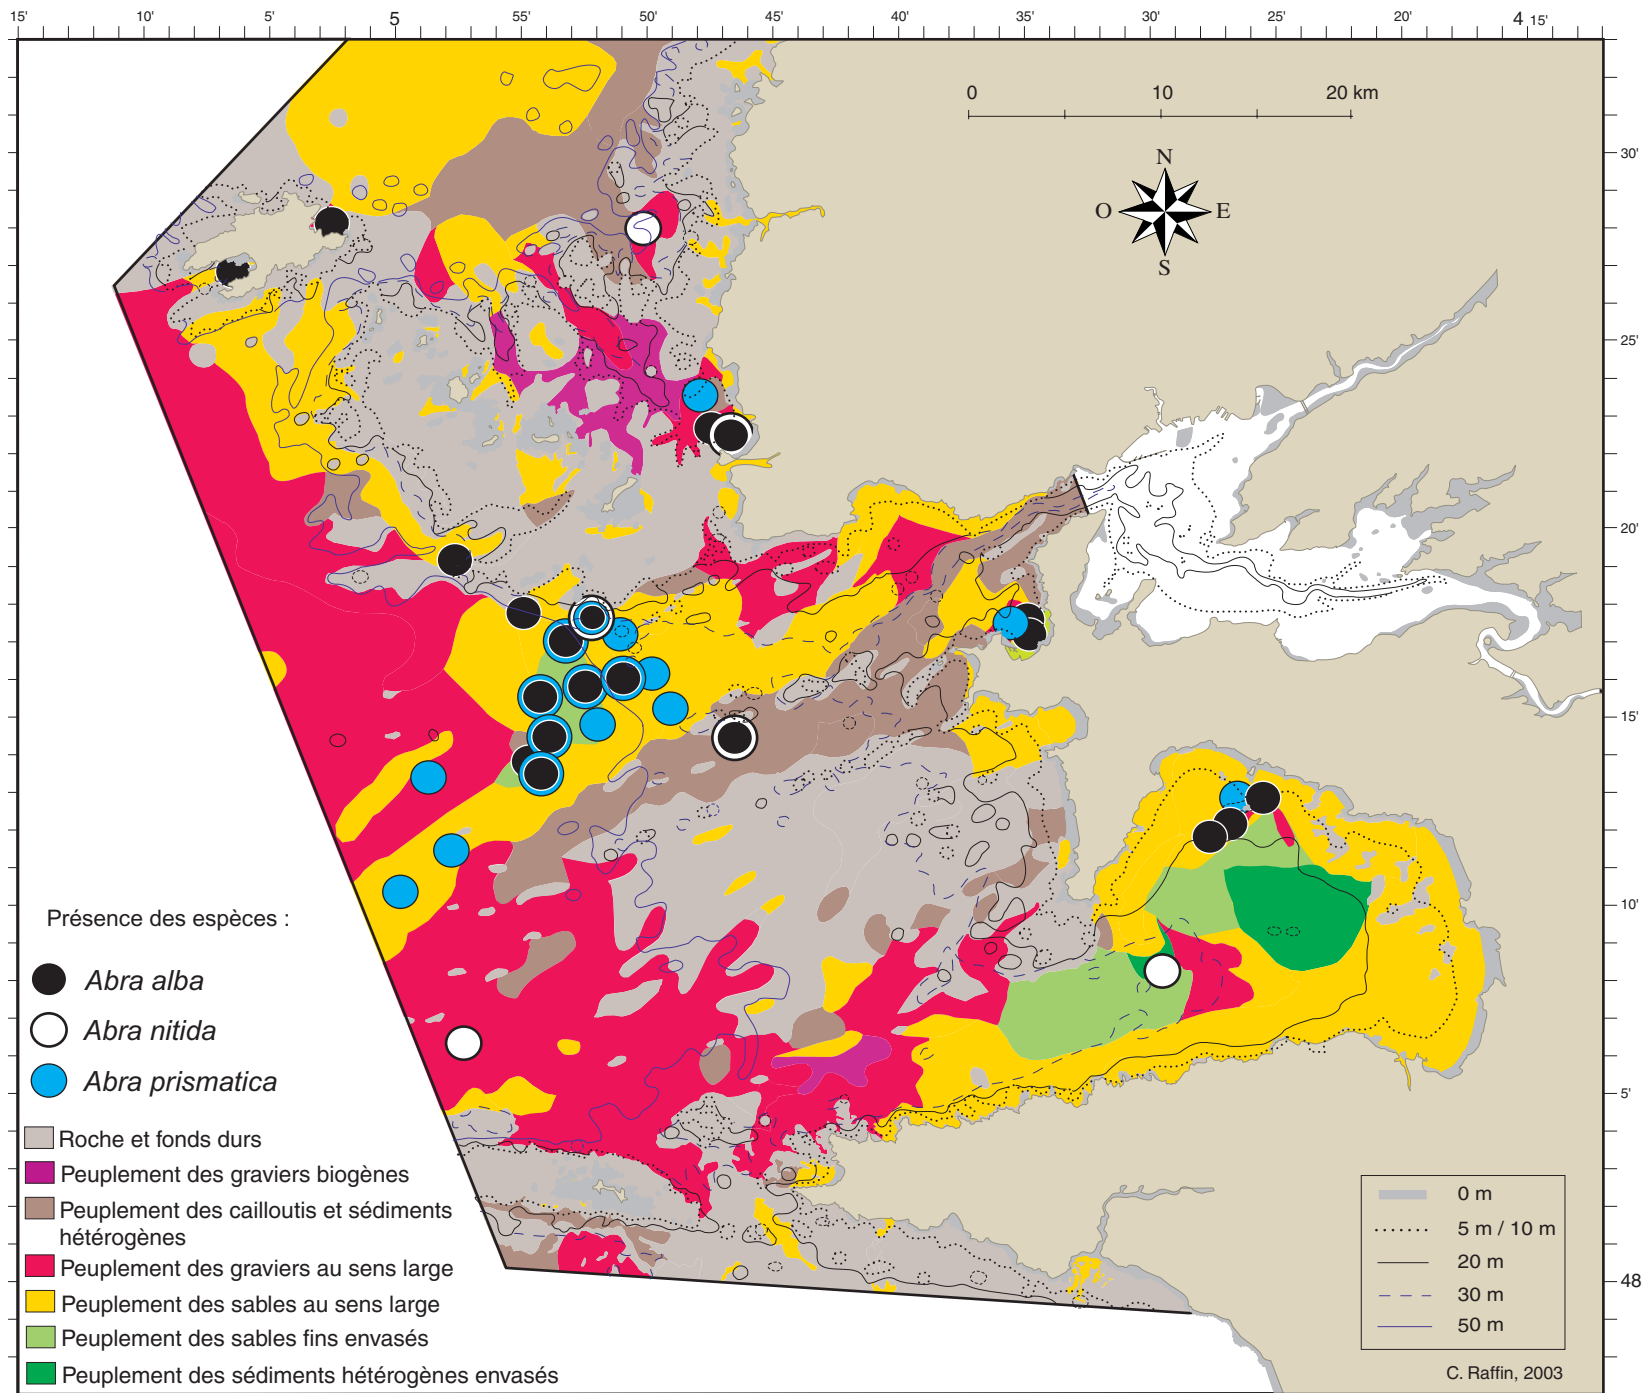 15' 10' 5' 5 55' 50' 45' 40' 35' 30' 25' 20' 4 15'
0 10 20 km
N
O E
S
30'
25'
20'
15'
10'
5'
48
Présence des espèces :
Abra alba
Abra nitida
Abra prismatica
Roche et fonds durs
Peuplement des graviers biogènes
Peuplement des cailloutis et sédiments
hétérogènes
Peuplement des graviers au sens large
Peuplement des sables au sens large
Peuplement des sables fins envasés
Peuplement des sédiments hétérogènes envasés
0 m
5 m / 10 m
20 m
30 m
50 m
C. Raffin, 2003